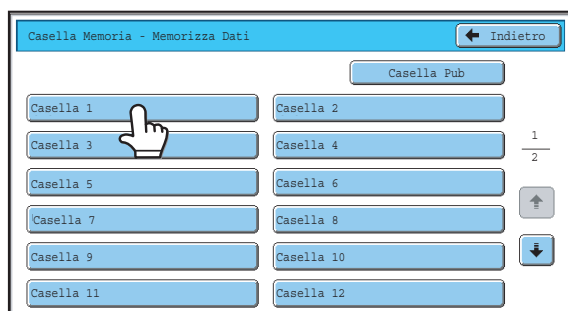 Casella Memoria - Memorizza Dati
Indietro
Casella Pub
Casella 1
Casella 2
Casella 3
Casella 4
1
2
Casella 5
Casella 6
Casella 7
Casella 8
Casella 9
Casella 10
Casella 11
Casella 12